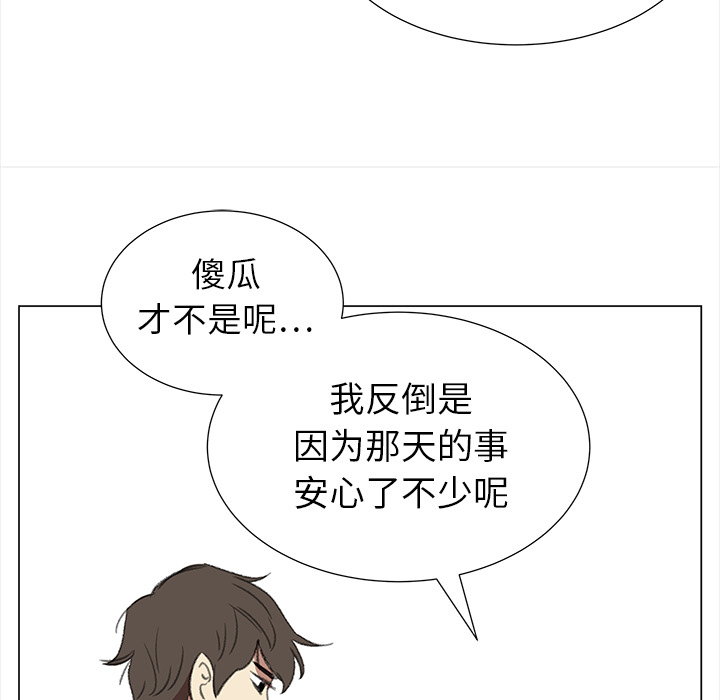 傻瓜
才不是呢...
我反倒是
因为那天的事
安心了不少呢